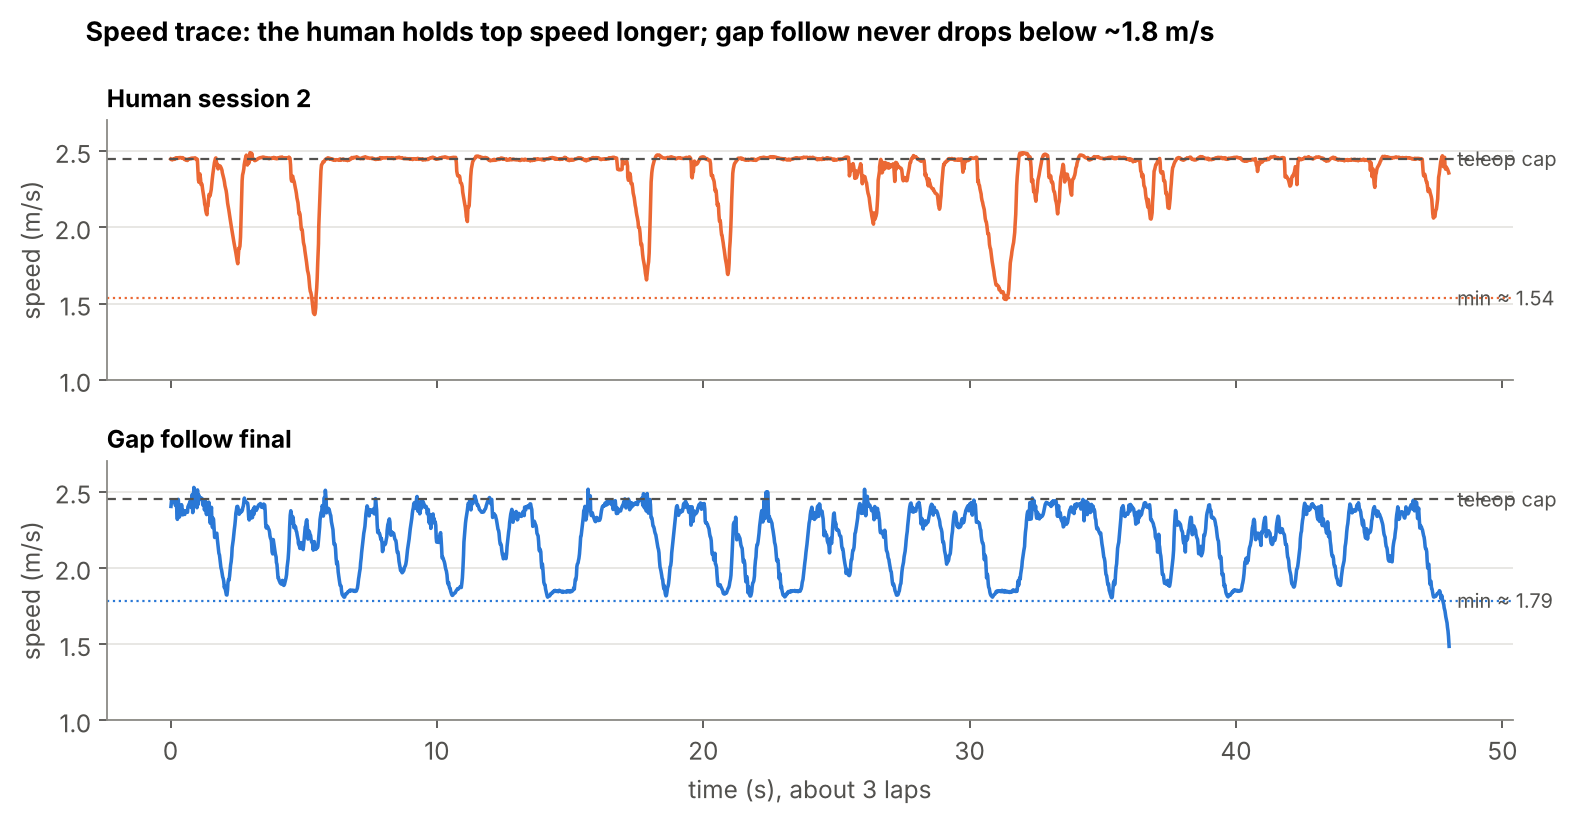 Speed trace: the human holds top speed longer; gap follow never drops below ~1.8 m/s
Human session 2
speed (m/s)
2.5
2.0
1.5
1.0
teleop cap
min ≈ 1.54
Gap follow final
speed (m/s)
2.5
2.0
1.5
1.0
teleop cap
min ≈ 1.79
0 10 20 30 40 50
time (s), about 3 laps